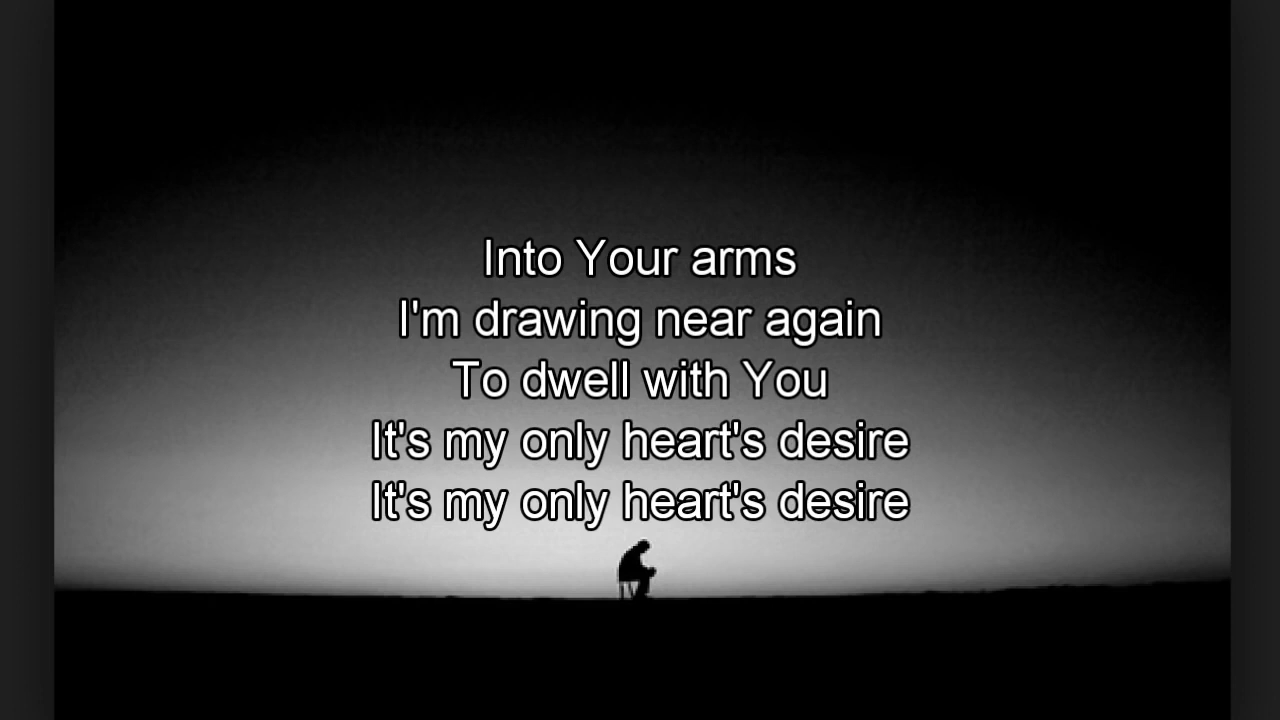 Into Your arms
I'm drawing near again
To dwell with You
It's my only heart's desire
It's my only heart's desire